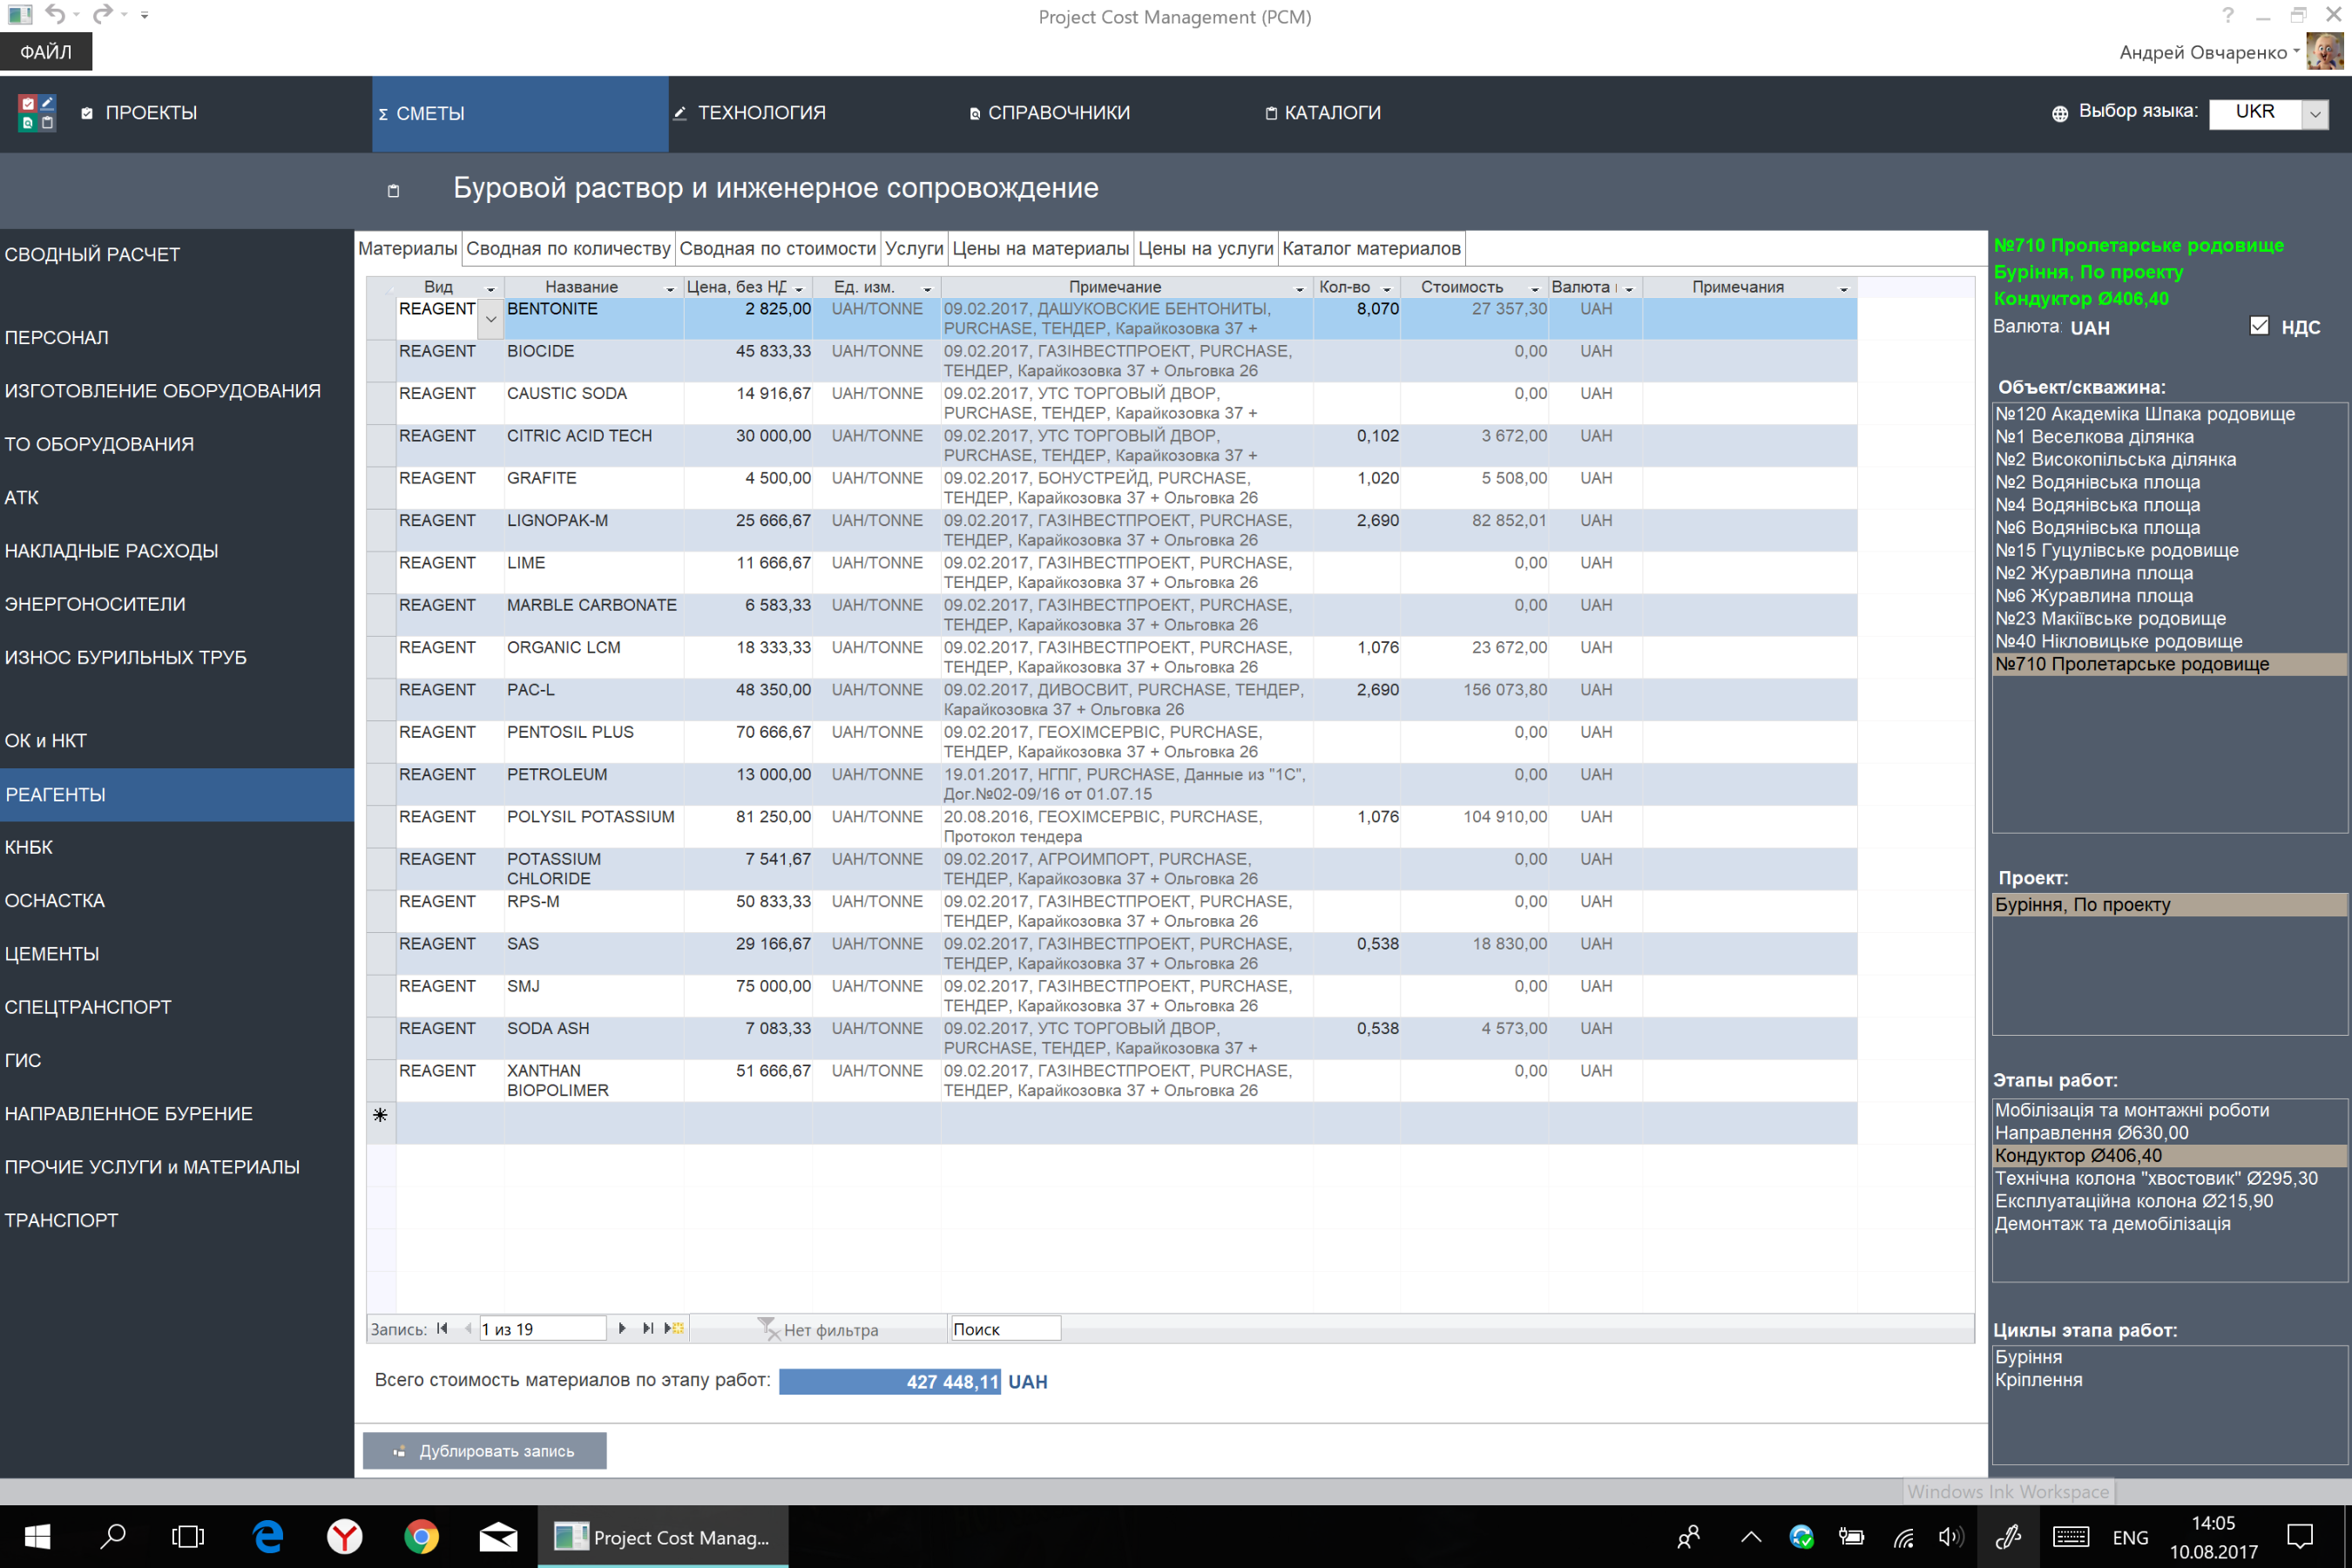 Project Cost Management (PCM)
ФАЙЛ
Андрей Овчаренко
ПРОЕКТЫ
Σ СМЕТЫ
ТЕХНОЛОГИЯ
СПРАВОЧНИКИ
КАТАЛОГИ
Выбор языка: UKR
Буровой раствор и инженерное сопровождение
СВОДНЫЙ РАСЧЕТ
ПЕРСОНАЛ
ИЗГОТОВЛЕНИЕ ОБОРУДОВАНИЯ
ТО ОБОРУДОВАНИЯ
АТК
НАКЛАДНЫЕ РАСХОДЫ
ЭНЕРГОНОСИТЕЛИ
ИЗНОС БУРИЛЬНЫХ ТРУБ
ОК и НКТ
РЕАГЕНТЫ
КНБК
ОСНАСТКА
ЦЕМЕНТЫ
СПЕЦТРАНСПОРТ
ГИС
НАПРАВЛЕННОЕ БУРЕНИЕ
ПРОЧИЕ УСЛУГИ и МАТЕРИАЛЫ
ТРАНСПОРТ
Материалы Сводная по количеству Сводная по стоимости Услуги Цены на материалы Цены на услуги Каталог материалов
Вид Название Цена, без НД Ед. изм. Примечание Кол-во Стоимость Валюта Примечания
REAGENT BENTONITE 2 825,00 UAH/TONNE 09.02.2017, ДАШУКОВСКИЕ БЕНТОНИТЫ, 8,070 27 357,30 UAH
PURCHASE, ТЕНДЕР, Карайкозовка 37 +
REAGENT BIOCIDE 45 833,33 UAH/TONNE 09.02.2017, ГАЗІНВЕСТПРОЕКТ, PURCHASE, 0,00 UAH
ТЕНДЕР, Карайкозовка 37 + Ольговка 26
REAGENT CAUSTIC SODA 14 916,67 UAH/TONNE 09.02.2017, УТС ТОРГОВЫЙ ДВОР, 0,00 UAH
PURCHASE, ТЕНДЕР, Карайкозовка 37 +
REAGENT CITRIC ACID TECH 30 000,00 UAH/TONNE 09.02.2017, УТС ТОРГОВЫЙ ДВОР, 0,102 3 672,00 UAH
PURCHASE, ТЕНДЕР, Карайкозовка 37 +
REAGENT GRAFITE 4 500,00 UAH/TONNE 09.02.2017, БОНУСТРЕЙД, PURCHASE, 1,020 5 508,00 UAH
ТЕНДЕР, Карайкозовка 37 + Ольговка 26
REAGENT LIGNOPAK-M 25 666,67 UAH/TONNE 09.02.2017, ГАЗІНВЕСТПРОЕКТ, PURCHASE, 2,690 82 852,01 UAH
ТЕНДЕР, Карайкозовка 37 + Ольговка 26
REAGENT LIME 11 666,67 UAH/TONNE 09.02.2017, ГАЗІНВЕСТПРОЕКТ, PURCHASE, 0,00 UAH
ТЕНДЕР, Карайкозовка 37 + Ольговка 26
REAGENT MARBLE CARBONATE 6 583,33 UAH/TONNE 09.02.2017, ГАЗІНВЕСТПРОЕКТ, PURCHASE, 0,00 UAH
ТЕНДЕР, Карайкозовка 37 + Ольговка 26
REAGENT ORGANIC LCM 18 333,33 UAH/TONNE 09.02.2017, ГАЗІНВЕСТПРОЕКТ, PURCHASE, 1,076 23 672,00 UAH
ТЕНДЕР, Карайкозовка 37 + Ольговка 26
REAGENT PAC-L 48 350,00 UAH/TONNE 09.02.2017, ДИВОСВИТ, PURCHASE, ТЕНДЕР, 2,690 156 073,80 UAH
Карайкозовка 37 + Ольговка 26
REAGENT PENTOSIL PLUS 70 666,67 UAH/TONNE 09.02.2017, ГЕОХІМСЕРВІС, PURCHASE, 0,00 UAH
ТЕНДЕР, Карайкозовка 37 + Ольговка 26
REAGENT PETROLEUM 13 000,00 UAH/TONNE 19.01.2017, НГПГ, PURCHASE, Данные из "1С", 0,00 UAH
Дог.№02-09/16 от 01.07.15
REAGENT POLYSIL POTASSIUM 81 250,00 UAH/TONNE 20.08.2016, ГЕОХІМСЕРВІС, PURCHASE, 1,076 104 910,00 UAH
Протокол тендера
REAGENT POTASSIUM 7 541,67 UAH/TONNE 09.02.2017, АГРОИМПОРТ, PURCHASE, 0,00 UAH
CHLORIDE ТЕНДЕР, Карайкозовка 37 + Ольговка 26
REAGENT RPS-M 50 833,33 UAH/TONNE 09.02.2017, ГАЗІНВЕСТПРОЕКТ, PURCHASE, 0,00 UAH
ТЕНДЕР, Карайкозовка 37 + Ольговка 26
REAGENT SAS 29 166,67 UAH/TONNE 09.02.2017, ГАЗІНВЕСТПРОЕКТ, PURCHASE, 0,538 18 830,00 UAH
ТЕНДЕР, Карайкозовка 37 + Ольговка 26
REAGENT SMJ 75 000,00 UAH/TONNE 09.02.2017, ГАЗІНВЕСТПРОЕКТ, PURCHASE, 0,00 UAH
ТЕНДЕР, Карайкозовка 37 + Ольговка 26
REAGENT SODA ASH 7 083,33 UAH/TONNE 09.02.2017, УТС ТОРГОВЫЙ ДВОР, 0,538 4 573,00 UAH
PURCHASE, ТЕНДЕР, Карайкозовка 37 +
REAGENT XANTHAN 51 666,67 UAH/TONNE 09.02.2017, ГАЗІНВЕСТПРОЕКТ, PURCHASE, 0,00 UAH
BIOPOLIMER ТЕНДЕР, Карайкозовка 37 + Ольговка 26
Запись: 1 из 19 Нет фильтра Поиск
Всего стоимость материалов по этапу работ: 427 448,11 UAH
Дублировать запись
№710 Пролетарське родовище
Буріння, По проекту
Кондуктор Ø406,40
Валюта: UAH НДС
Объект/скважина:
№120 Академіка Шпака родовище
№1 Веселкова ділянка
№2 Високопільська ділянка
№2 Водянівська площа
№4 Водянівська площа
№6 Водянівська площа
№15 Гуцулівське родовище
№2 Журавлина площа
№6 Журавлина площа
№23 Макіївське родовище
№40 Нікловицьке родовище
№710 Пролетарське родовище
Проект:
Буріння, По проекту
Этапы работ:
Мобілізація та монтажні роботи
Направлення Ø630,00
Кондуктор Ø406,40
Технічна колона "хвостовик" Ø295,30
Експлуатаційна колона Ø215,90
Демонтаж та демобілізація
Циклы этапа работ:
Буріння
Кріплення
Windows Ink Workspace
Project Cost Manag...
ENG
14:05
10.08.2017